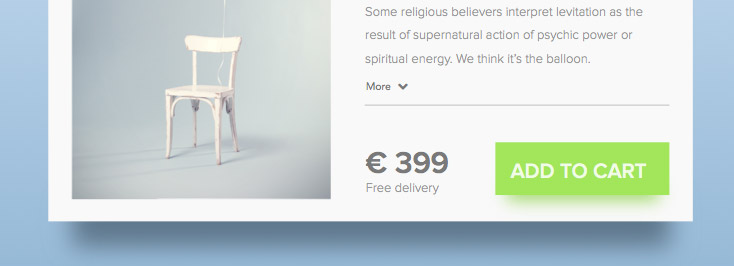 Some religious believers interpret levitation as the
result of supernatural action of psychic power or
spiritual energy. We think it's the balloon.
More
€ 399
Free delivery
ADD TO CART